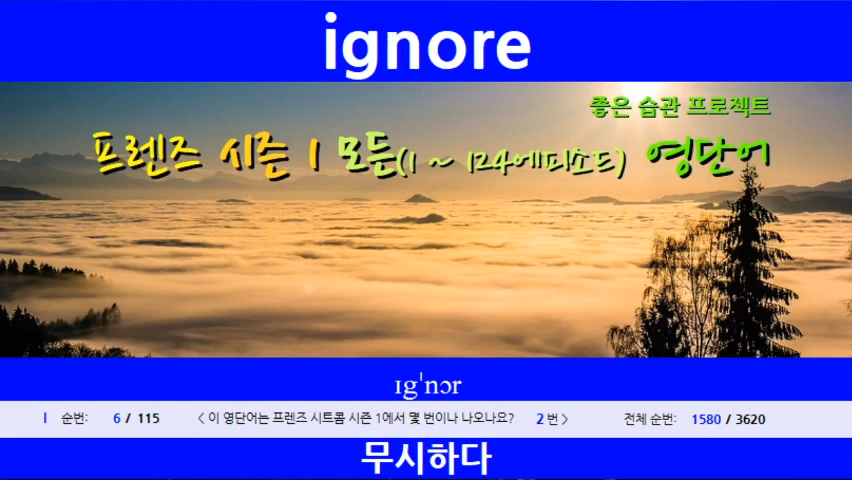 ignore
좋은 습관 프로젝트
프렌즈 시즌 1 모든(1 ~ 124에피소드) 영단어
ɪgˈnɔr
I 순번: 6 / 115 < 이 영단어는 프렌즈 시트콤 시즌 1에서 몇 번이나 나오나요? 2 번 > 전체 순번: 1580 / 3620
무시하다